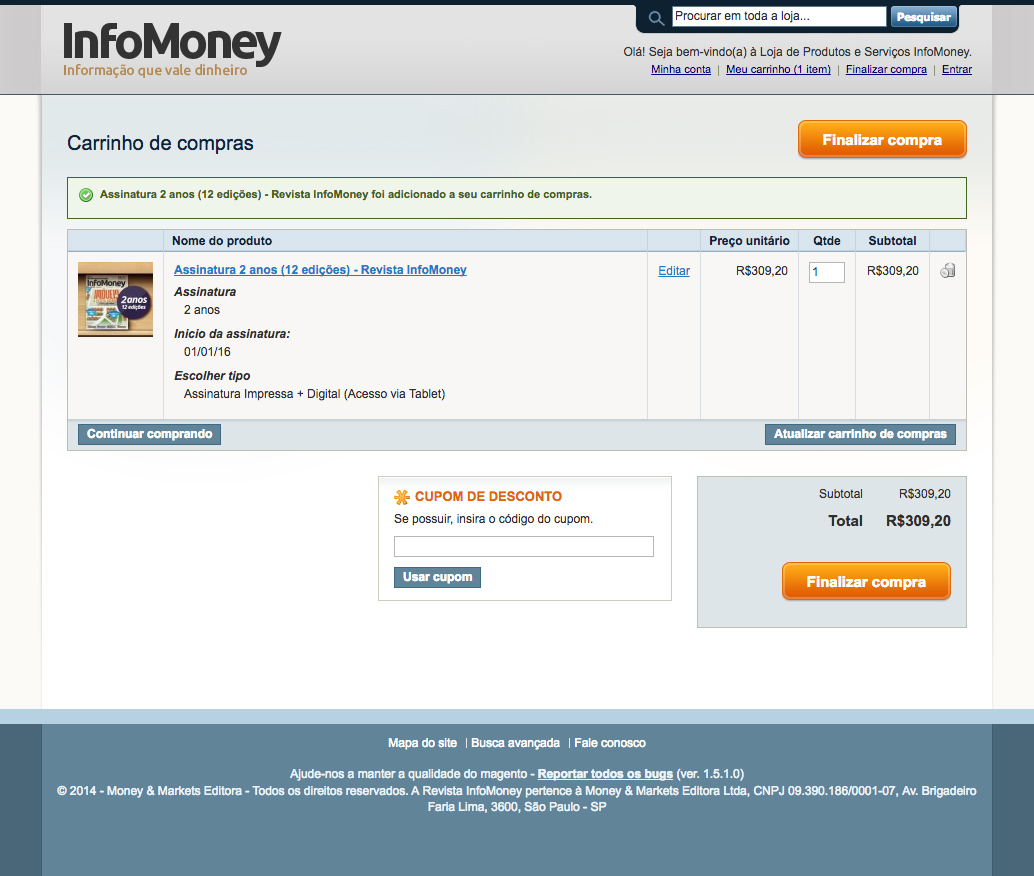 InfoMoney
Informação que vale dinheiro
Procurar em toda a loja...
Pesquisar
Olá! Seja bem-vindo(a) à Loja de Produtos e Serviços InfoMoney.
Minha conta | Meu carrinho (1 item) | Finalizar compra | Entrar
Carrinho de compras
Finalizar compra
Assinatura 2 anos (12 edições) - Revista InfoMoney foi adicionado a seu carrinho de compras.
Nome do produto Preço unitário Qtde Subtotal
Assinatura 2 anos (12 edições) - Revista InfoMoney Editar R$309,20 1 R$309,20
InfoMoney
2anos
12 edições
Assinatura
2 anos
Inicio da assinatura:
01/01/16
Escolher tipo
Assinatura Impressa + Digital (Acesso via Tablet)
Continuar comprando Atualizar carrinho de compras
CUPOM DE DESCONTO
Se possuir, insira o código do cupom.
Usar cupom
Subtotal R$309,20
Total R$309,20
Finalizar compra
Mapa do site | Busca avançada | Fale conosco
Ajude-nos a manter a qualidade do magento - Reportar todos os bugs (ver. 1.5.1.0)
© 2014 - Money & Markets Editora - Todos os direitos reservados. A Revista InfoMoney pertence à Money & Markets Editora Ltda, CNPJ 09.390.186/0001-07, Av. Brigadeiro
Faria Lima, 3600, São Paulo - SP